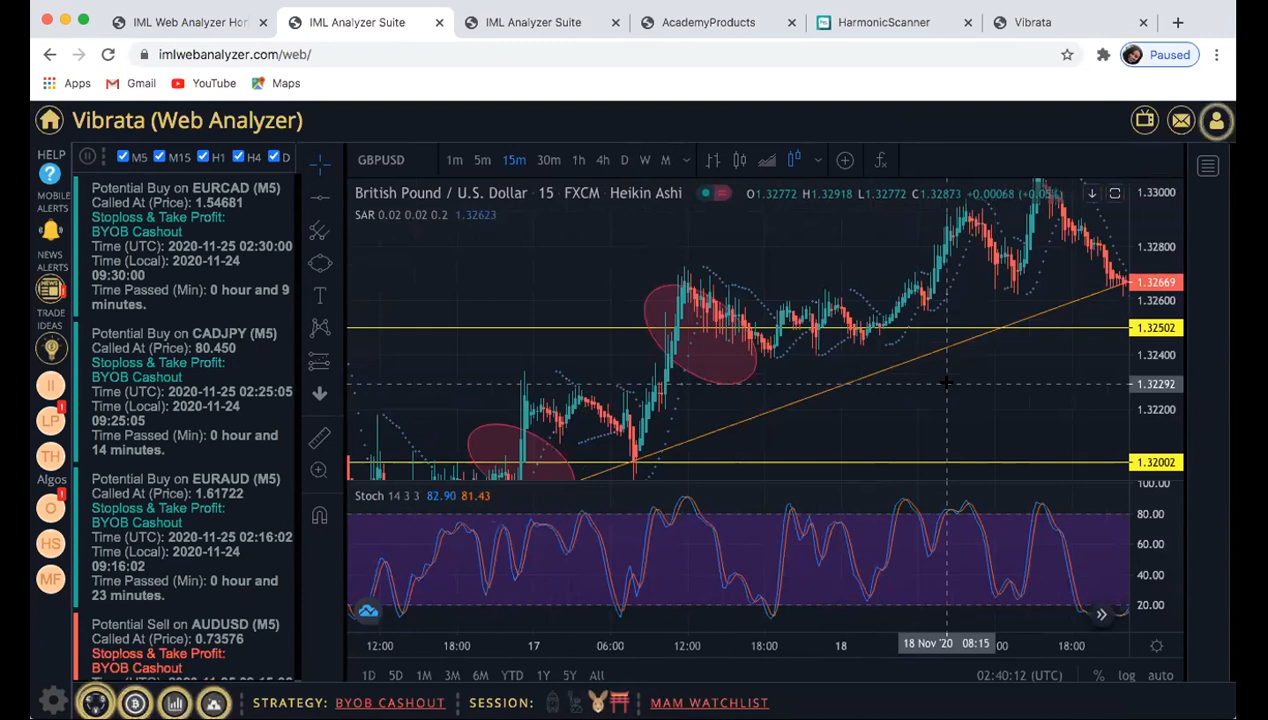 IML Web Analyzer Hor
IML Analyzer Suite
IML Analyzer Suite
AcademyProducts
HarmonicScanner
Vibrata
imlwebanalyzer.com/web/
Paused
Apps
Gmail
YouTube
Maps
Vibrata (Web Analyzer)
HELP
?
MOBILE
ALERTS
NEWS
ALERTS
TRADE
IDEAS
II
LP
TH
Algos
O
HS
MF
M5 M15 H1 H4 D
Potential Buy on EURCAD (M5)
Called At (Price): 1.54681
Stoploss & Take Profit:
BYOB Cashout
Time (UTC): 2020-11-25 02:30:00
Time (Local): 2020-11-24
09:30:00
Time Passed (Min): 0 hour and 9
minutes.
Potential Buy on CADJPY (M5)
Called At (Price): 80.450
Stoploss & Take Profit:
BYOB Cashout
Time (UTC): 2020-11-25 02:25:05
Time (Local): 2020-11-24
09:25:05
Time Passed (Min): 0 hour and
14 minutes.
Potential Buy on EURAUD (M5)
Called At (Price): 1.61722
Stoploss & Take Profit:
BYOB Cashout
Time (UTC): 2020-11-25 02:16:02
Time (Local): 2020-11-24
09:16:02
Time Passed (Min): 0 hour and
23 minutes.
Potential Sell on AUDUSD (M5)
Called At (Price): 0.73576
Stoploss & Take Profit:
BYOB Cashout
GBPUSD 1m 5m 15m 30m 1h 4h D W M
British Pound / U.S. Dollar · 15 · FXCM · Heikin Ashi
O1.32772 H1.32918 L1.32772 C1.32873 +0.00068
SAR 0.02 0.02 0.2 1.32623
1.33000
1.32800
1.32669
1.32600
1.32502
1.32400
1.32292
1.32200
1.32002
Stoch 14 3 3 82.90 81.43
100.00
80.00
60.00
40.00
20.00
12:00 18:00 17 06:00 12:00 18:00 18 18 Nov '20 08:15 18:00
1D 5D 1M 3M 6M YTD 1Y 5Y All
02:40:12 (UTC) % log auto
STRATEGY: BYOB CASHOUT SESSION: MAM WATCHLIST